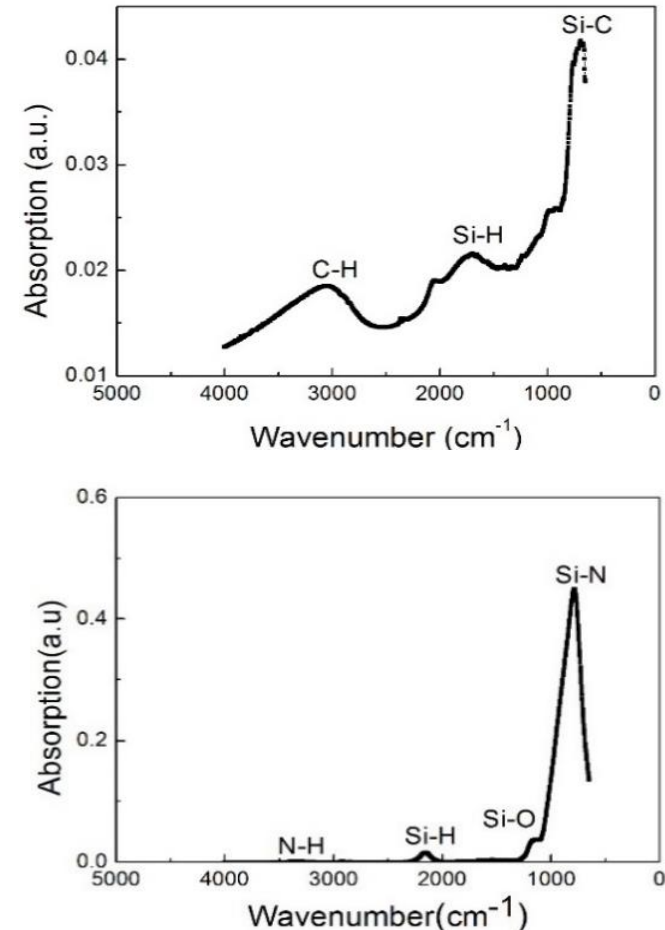 Si-C
0.04
0.03
Si-H
C-H
0.02
0.01
5000 4000 3000 2000 1000 0
Absorption (a.u.)
Wavenumber (cm-1)
0.6
Si-N
0.4
0.2
Si-O
Si-H
N-H
0.0
5000 4000 3000 2000 1000 0
Absorption(a.u)
Wavenumber(cm-1)